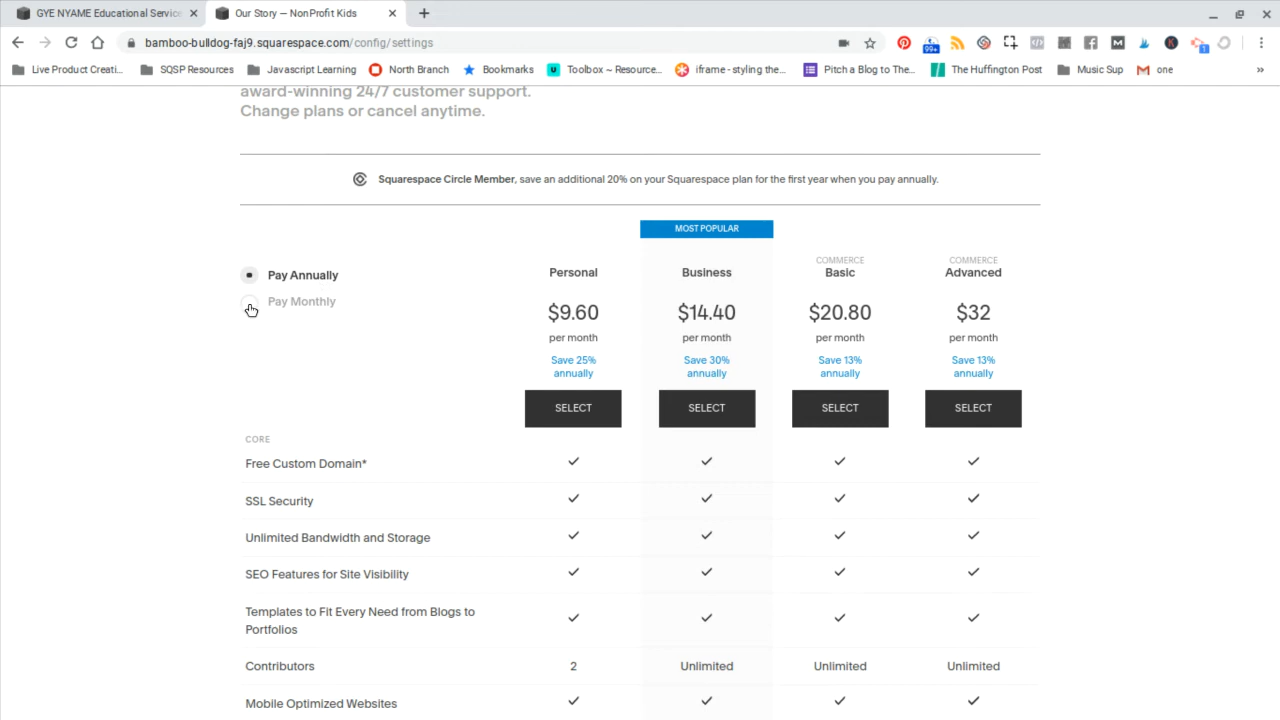 GYE NYAME Educational Servic
Our Story — NonProfit Kids
bamboo-bulldog-faj9.squarespace.com/config/settings
99+
1
Live Product Creati...
SQSP Resources
Javascript Learning
North Branch
Bookmarks
Toolbox ~ Resource...
iframe - styling the...
Pitch a Blog to The...
The Huffington Post
Music Sup
one
award-winning 24/7 customer support.
Change plans or cancel anytime.
Squarespace Circle Member, save an additional 20% on your Squarespace plan for the first year when you pay annually.
MOST POPULAR
Pay Annually
Pay Monthly
Personal
$9.60
per month
Save 25%
annually
SELECT
Business
$14.40
per month
Save 30%
annually
SELECT
COMMERCE
Basic
$20.80
per month
Save 13%
annually
SELECT
COMMERCE
Advanced
$32
per month
Save 13%
annually
SELECT
CORE
Free Custom Domain*
SSL Security
Unlimited Bandwidth and Storage
SEO Features for Site Visibility
Templates to Fit Every Need from Blogs to
Portfolios
Contributors 2 Unlimited Unlimited Unlimited
Mobile Optimized Websites